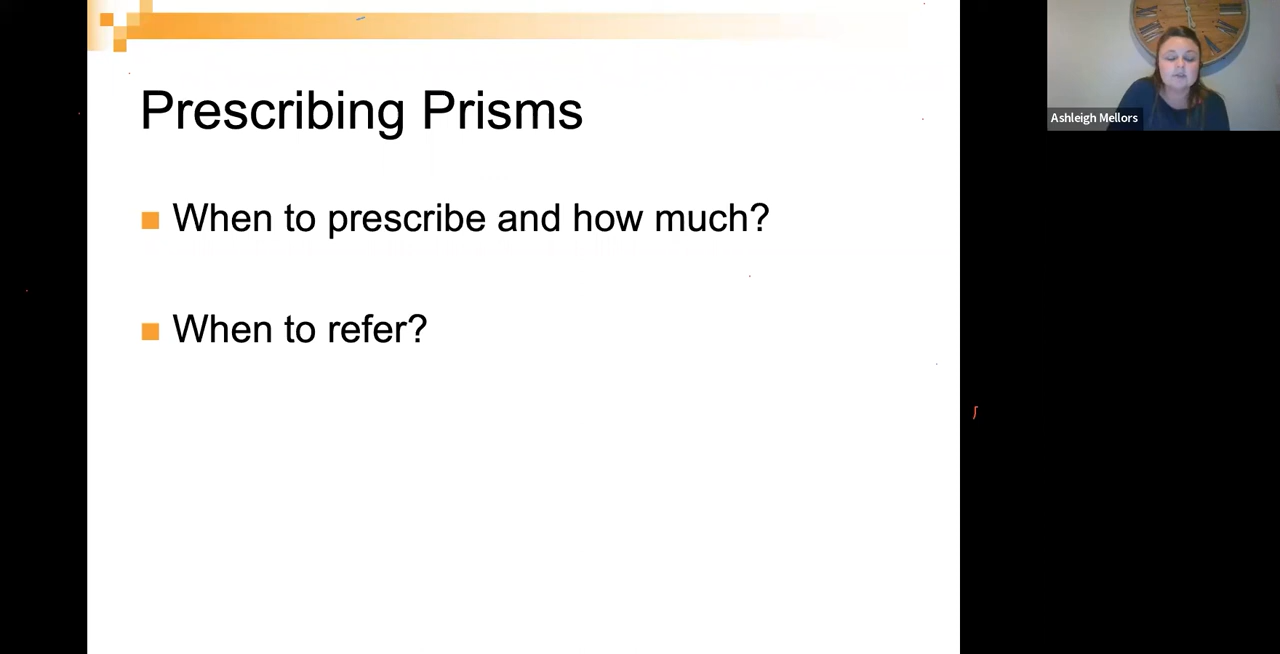 Prescribing Prisms
When to prescribe and how much?
When to refer?
Ashleigh Mellors